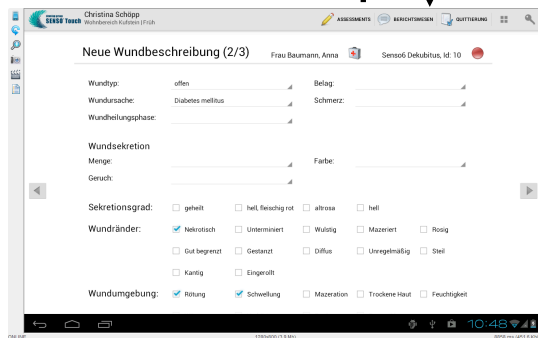 Christina Schöpp
SENSO Touch Wohnbereich Kufstein | Früh
ASSESSMENTS BERICHTSWESEN QUITTIERUNG
Neue Wundbeschreibung (2/3) Frau Baumann, Anna Senso6 Dekubitus, Id: 10
Wundtyp: offen Belag:
Wundursache: Diabetes mellitus Schmerz:
Wundheilungsphase:
Wundsekretion
Menge: Farbe:
Geruch:
Sekretionsgrad: geheilt hell, fleischig rot altrosa hell
Wundränder: Nekrotisch Unterminiert Wulstig Mazeriert Rosig
Gut begrenzt Gestanzt Diffus Unregelmäßig Steil
Kantig Eingerollt
Wundumgebung: Rötung Schwellung Mazeration Trockene Haut Feuchtigkeit
10:48